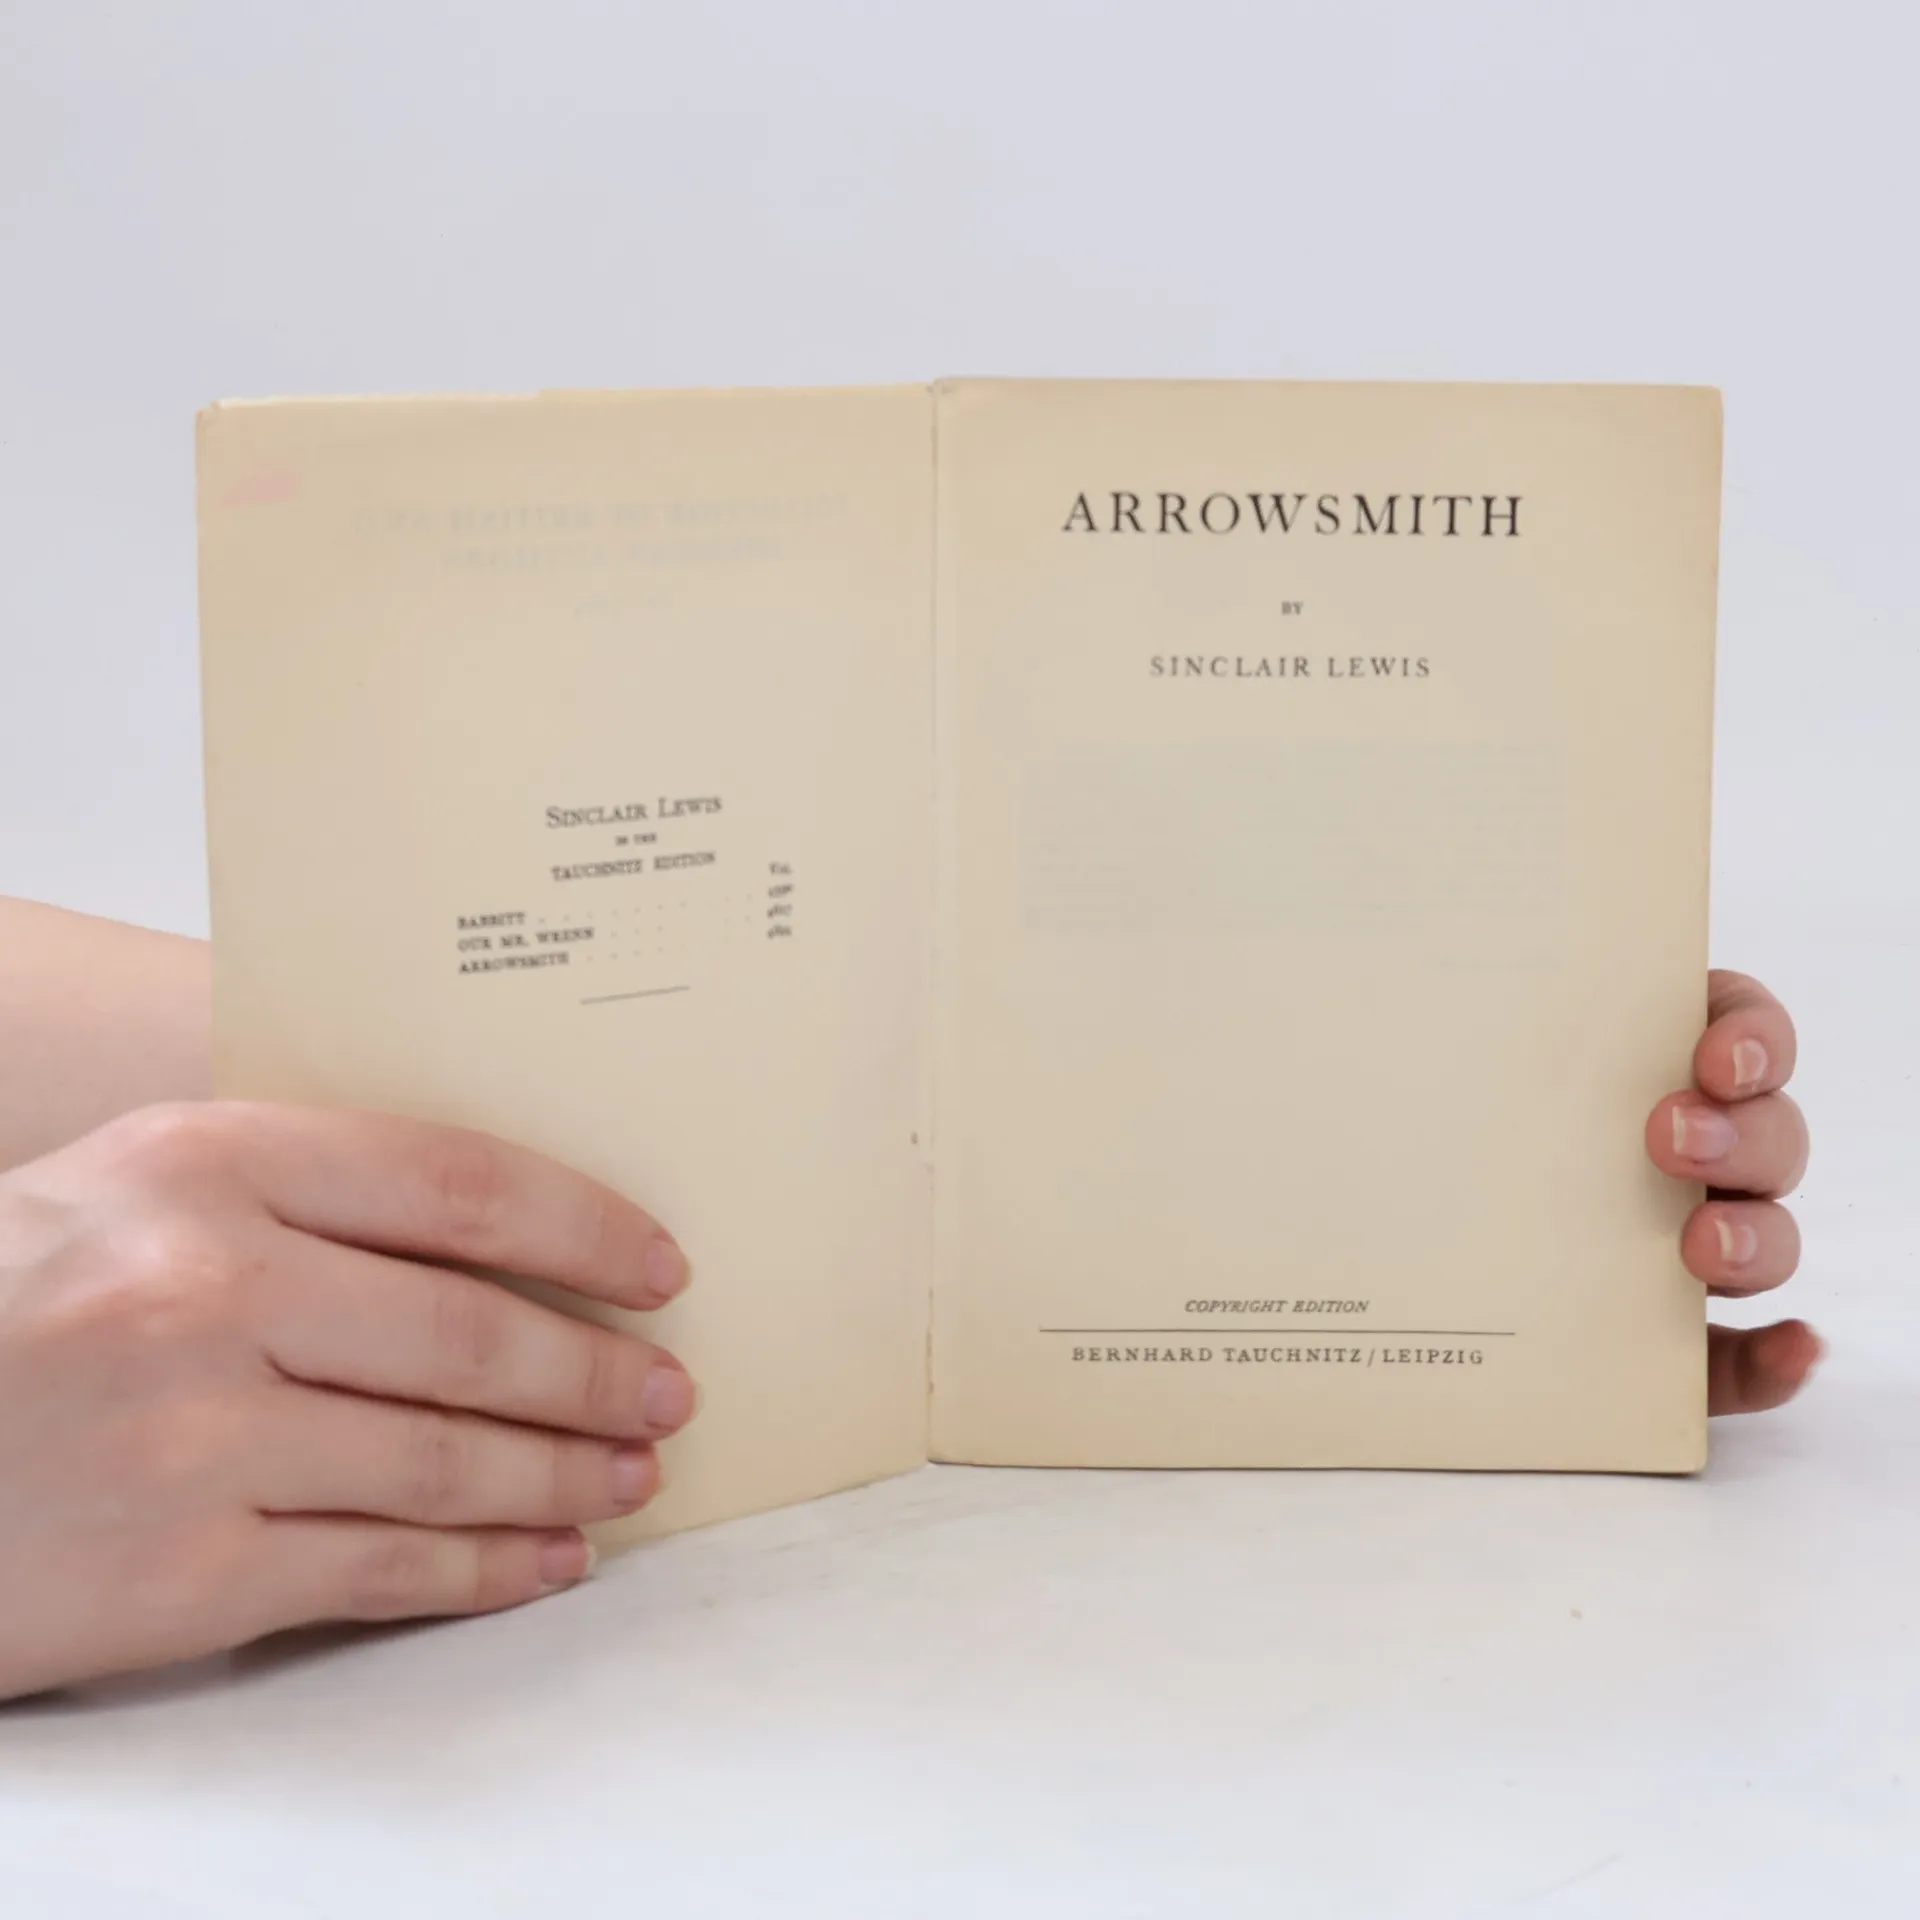 SINCLAIR LEWIS
IN THE
TAUCHNITZ EDITION
Vol.
BABBITT
OUR MR. WRENN
ARROWSMITH
ARROWSMITH
BY
SINCLAIR LEWIS
COPYRIGHT EDITION
BERNHARD TAUCHNITZ / LEIPZIG